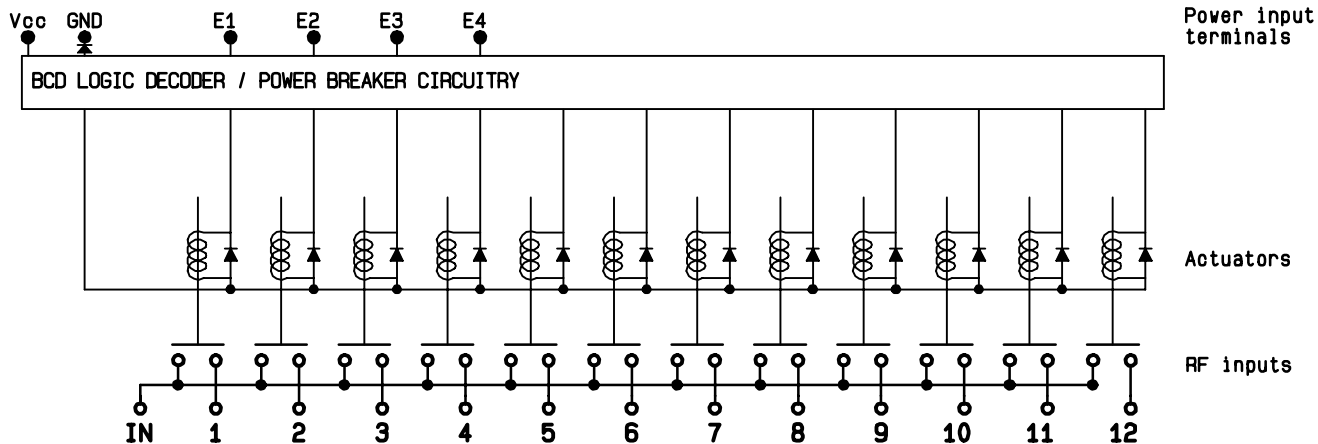 Vcc GND E1 E2 E3 E4 Power input
terminals
BCD LOGIC DECODER / POWER BREAKER CIRCUITRY
Actuators
RF inputs
IN 1 2 3 4 5 6 7 8 9 10 11 12